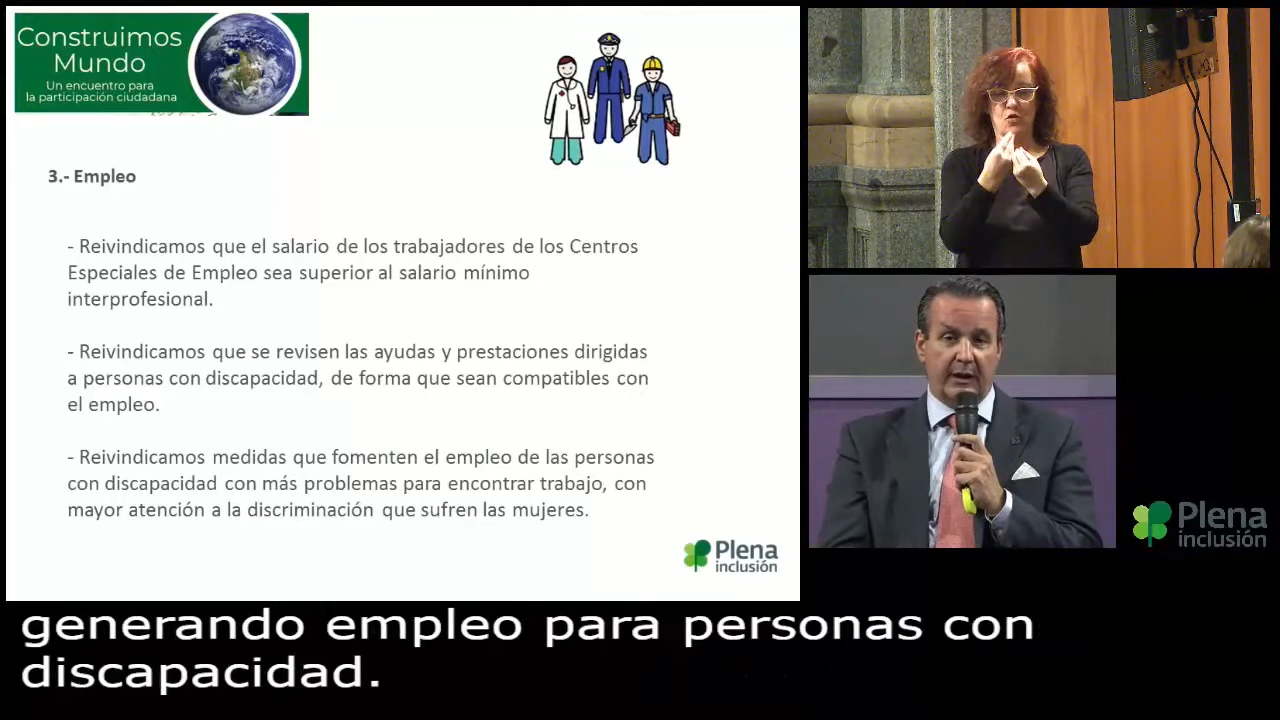 Construimos
Mundo
Un encuentro para
la participación ciudadana
3.- Empleo
- Reivindicamos que el salario de los trabajadores de los Centros
Especiales de Empleo sea superior al salario mínimo
interprofesional.
- Reivindicamos que se revisen las ayudas y prestaciones dirigidas
a personas con discapacidad, de forma que sean compatibles con
el empleo.
- Reivindicamos medidas que fomenten el empleo de las personas
con discapacidad con más problemas para encontrar trabajo, con
mayor atención a la discriminación que sufren las mujeres.
Plena
inclusión
Plena
inclusión
generando empleo para personas con
discapacidad.